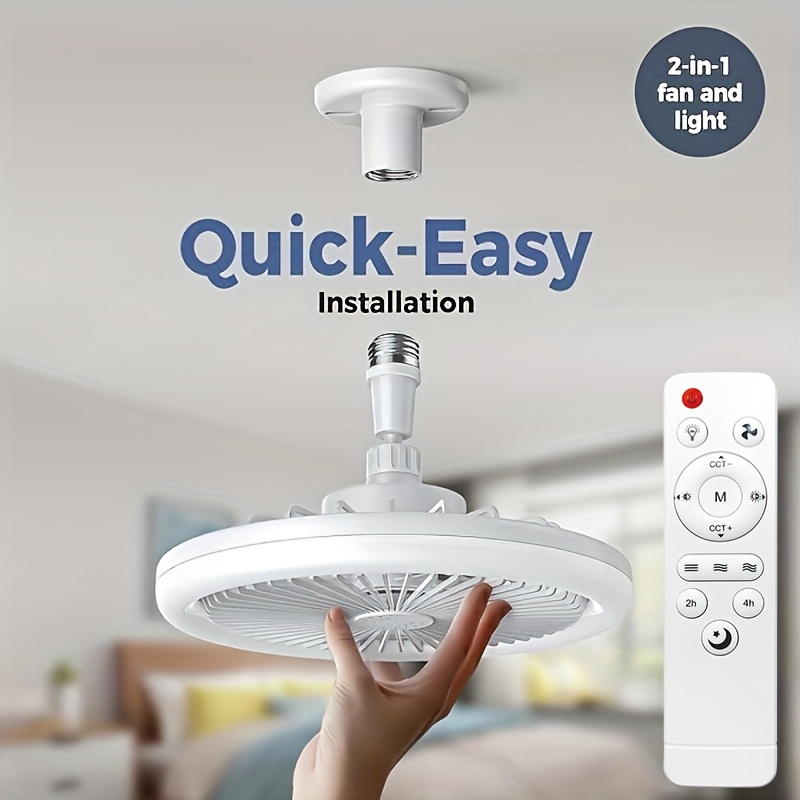 2-in-1
fan and
light
Quick-Easy
Installation
CCT-
M
CCT+
2h
4h